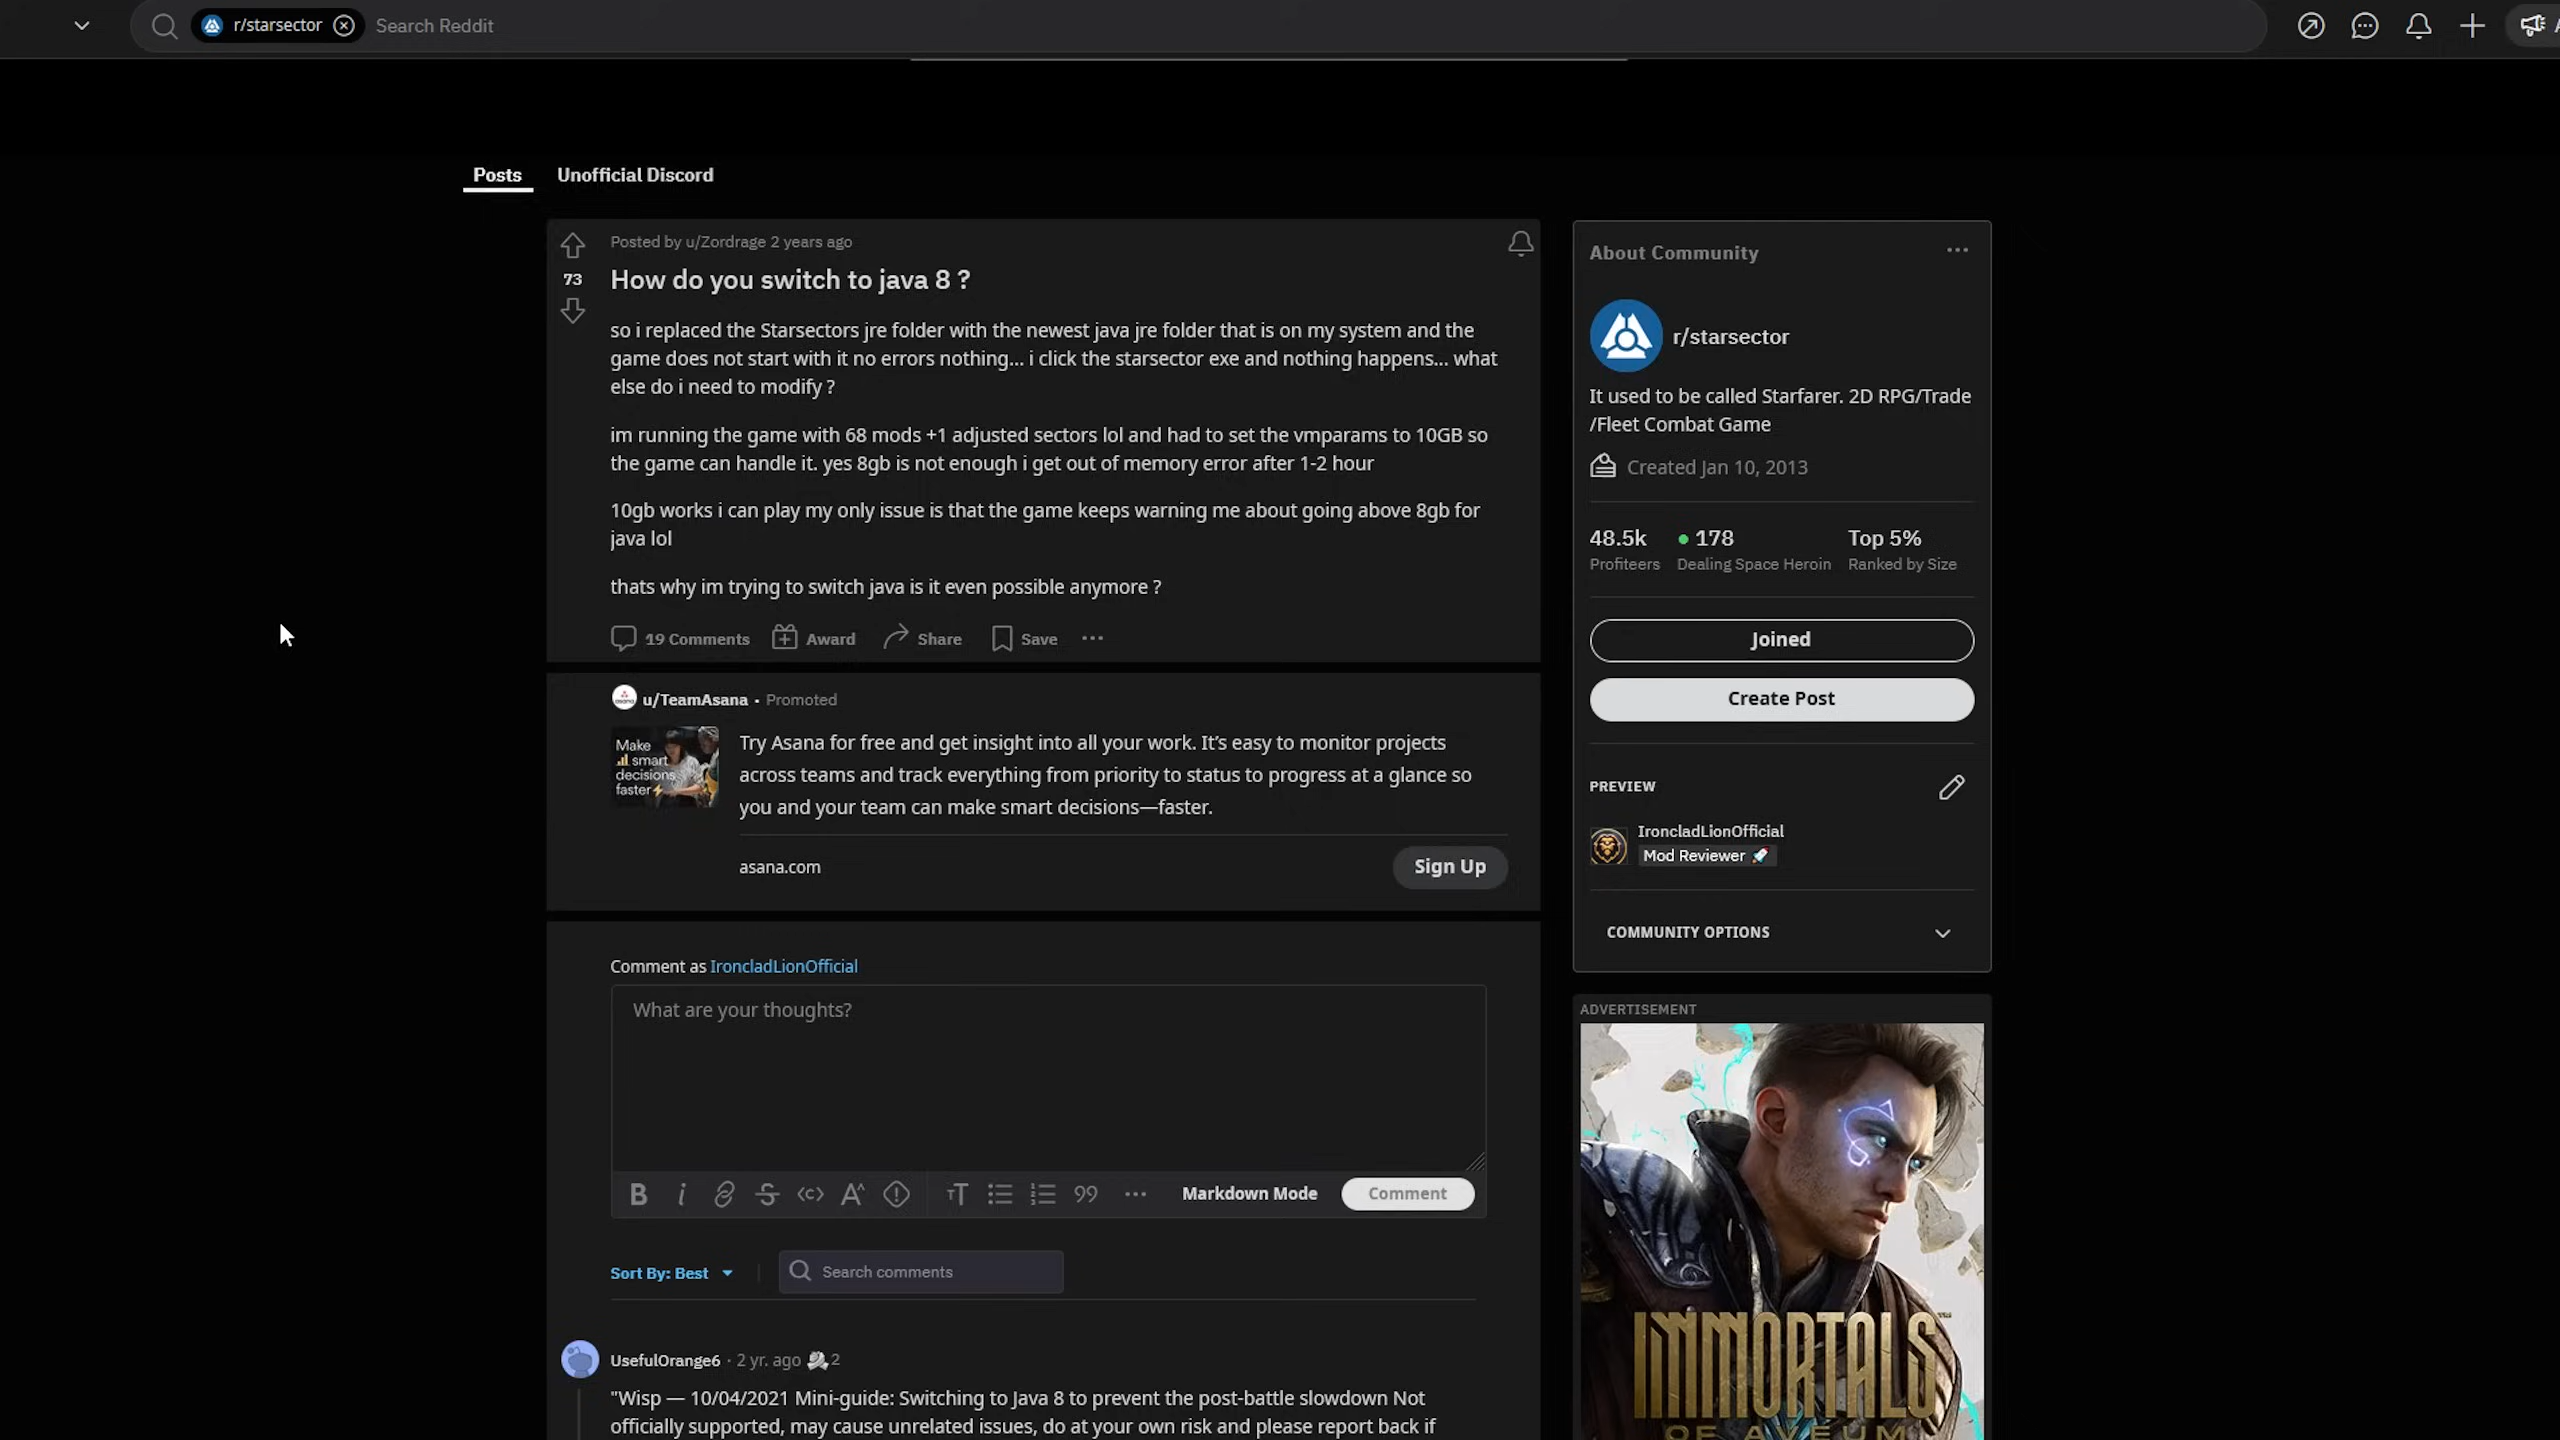 r/starsector
Search Reddit
Posts
Unofficial Discord
Posted by u/Zordrage 2 years ago
73
How do you switch to java 8 ?
so i replaced the Starsectors jre folder with the newest java jre folder that is on my system and the
game does not start with it no errors nothing... i click the starsector exe and nothing happens... what
else do i need to modify ?
im running the game with 68 mods +1 adjusted sectors lol and had to set the vmparams to 10GB so
the game can handle it. yes 8gb is not enough i get out of memory error after 1-2 hour
10gb works i can play my only issue is that the game keeps warning me about going above 8gb for
java lol
thats why im trying to switch java is it even possible anymore ?
19 Comments
Award
Share
Save
u/TeamAsana · Promoted
Make
smart
decisions
faster
Try Asana for free and get insight into all your work. It's easy to monitor projects
across teams and track everything from priority to status to progress at a glance so
you and your team can make smart decisions—faster.
asana.com
Sign Up
Comment as IroncladLionOfficial
What are your thoughts?
Markdown Mode
Comment
Sort By: Best
Search comments
UsefulOrange6 · 2 yr. ago 2
"Wisp — 10/04/2021 Mini-guide: Switching to Java 8 to prevent the post-battle slowdown Not
officially supported, may cause unrelated issues, do at your own risk and please report back if
About Community
r/starsector
It used to be called Starfarer. 2D RPG/Trade
/Fleet Combat Game
Created Jan 10, 2013
48.5k
Profiteers
178
Dealing Space Heroin
Top 5%
Ranked by Size
Joined
Create Post
PREVIEW
IroncladLionOfficial
Mod Reviewer
COMMUNITY OPTIONS
ADVERTISEMENT
IMMORTALS™
OF AVEUM